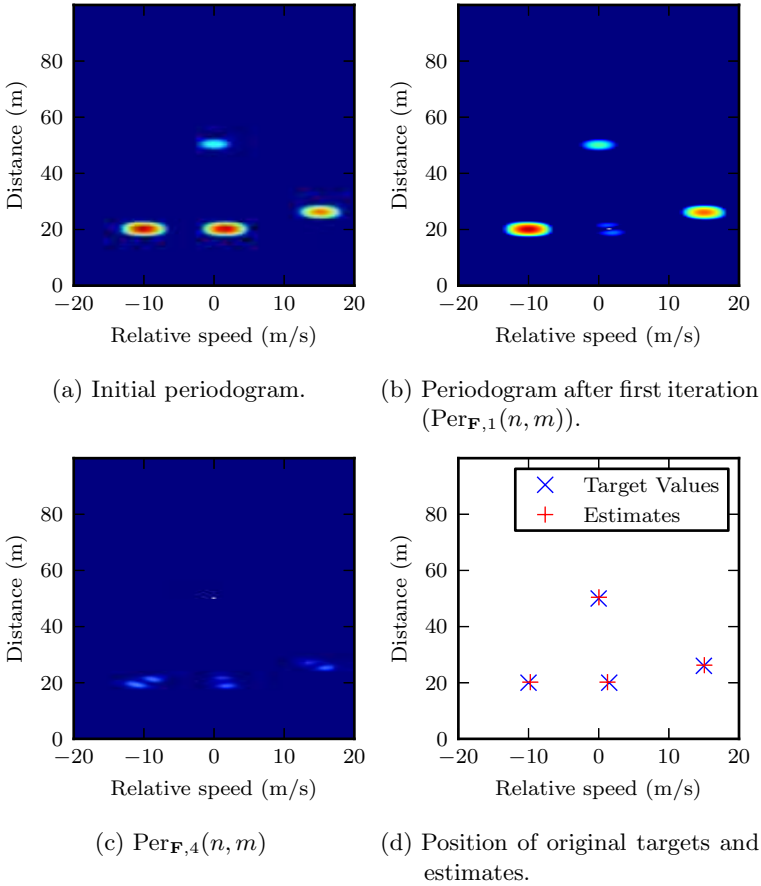 80
60
40
20
0
Distance (m)
−20 −10 0 10 20
Relative speed (m/s)
(a) Initial periodogram.
80
60
40
20
0
Distance (m)
−20 −10 0 10 20
Relative speed (m/s)
(b) Periodogram after first iteration
(Per_F,1(n, m)).
80
60
40
20
0
Distance (m)
−20 −10 0 10 20
Relative speed (m/s)
(c) Per_F,4(n, m)
Target Values
Estimates
80
60
40
20
0
Distance (m)
−20 −10 0 10 20
Relative speed (m/s)
(d) Position of original targets and
estimates.